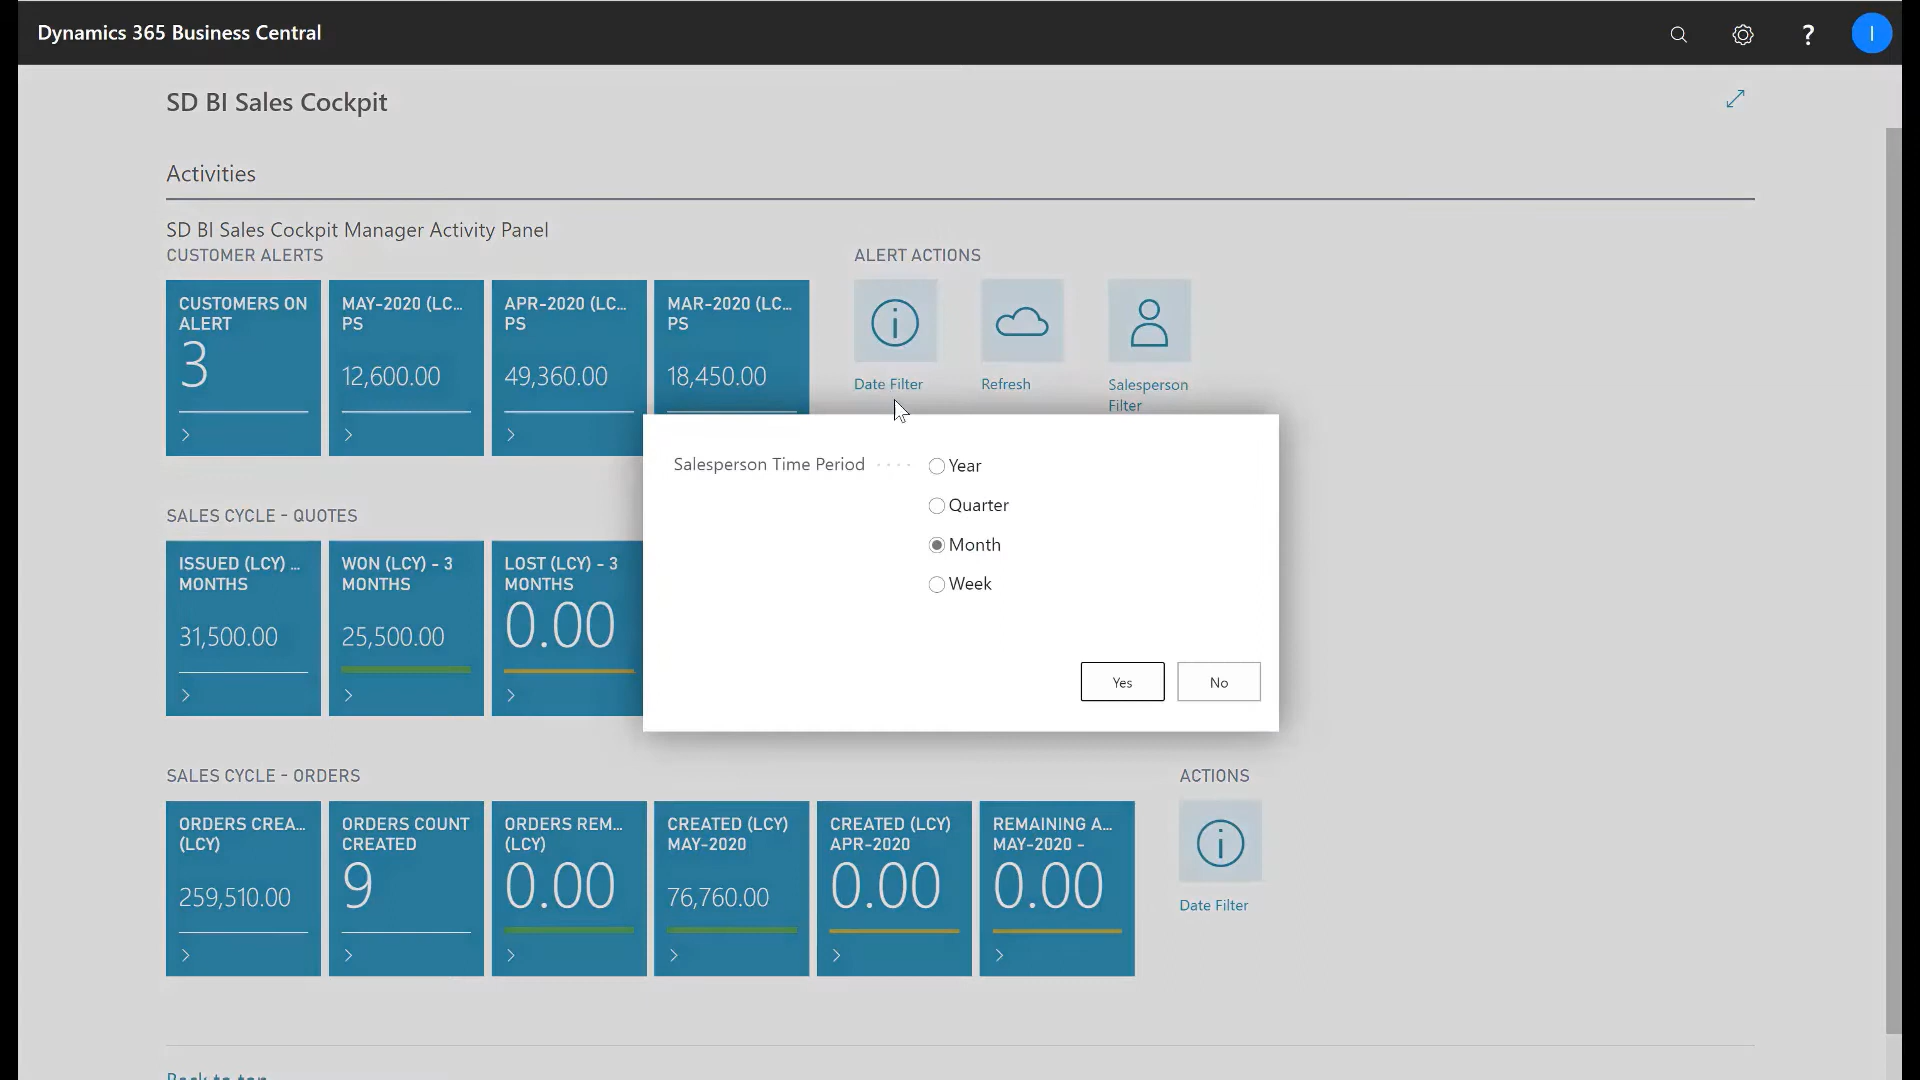 Dynamics 365 Business Central
?
I
SD BI Sales Cockpit
Activities
SD BI Sales Cockpit Manager Activity Panel
CUSTOMER ALERTS
ALERT ACTIONS
CUSTOMERS ON
ALERT
3
MAY-2020 (LC...
PS
12,600.00
APR-2020 (LC...
PS
49,360.00
MAR-2020 (LC...
PS
18,450.00
Date Filter
Refresh
Salesperson
Filter
Salesperson Time Period
Year
Quarter
Month
Week
Yes
No
SALES CYCLE - QUOTES
ISSUED (LCY) ...
MONTHS
31,500.00
WON (LCY) - 3
MONTHS
25,500.00
LOST (LCY) - 3
MONTHS
0.00
SALES CYCLE - ORDERS
ACTIONS
ORDERS CREA...
(LCY)
259,510.00
ORDERS COUNT
CREATED
9
ORDERS REM...
(LCY)
0.00
CREATED (LCY)
MAY-2020
76,760.00
CREATED (LCY)
APR-2020
0.00
REMAINING A...
MAY-2020 -
0.00
Date Filter
Back to top